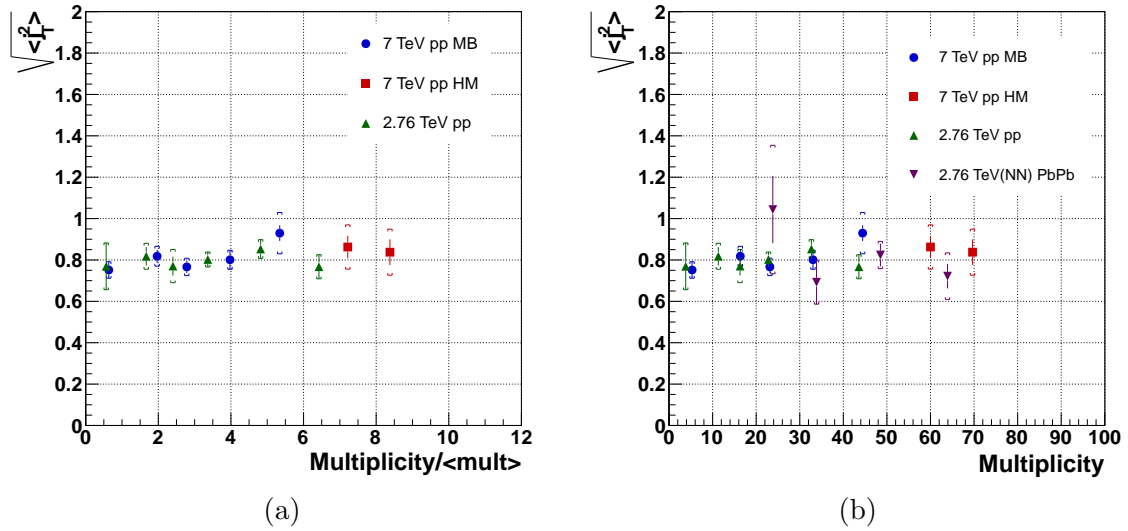 √<j_T^2>
2
1.8
1.6
1.4
1.2
1
0.8
0.6
0.4
0.2
0
7 TeV pp MB
7 TeV pp HM
2.76 TeV pp
0 2 4 6 8 10 12
Multiplicity/<mult>
(a)
√<j_T^2>
2
1.8
1.6
1.4
1.2
1
0.8
0.6
0.4
0.2
0
7 TeV pp MB
7 TeV pp HM
2.76 TeV pp
2.76 TeV(NN) PbPb
0 10 20 30 40 50 60 70 80 90 100
Multiplicity
(b)